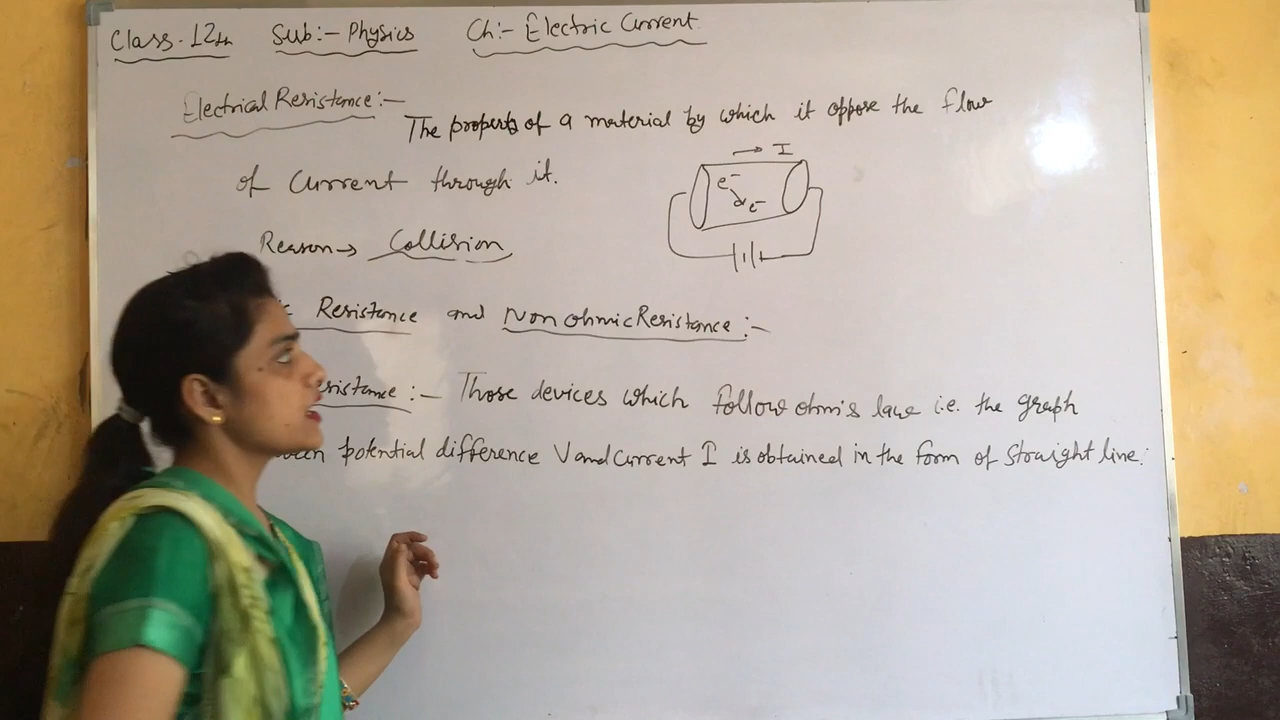 Class. 12th Sub:- Physics Ch:- Electric Current.
Electrical Resistance:- The property of a material by which it oppose the flow
of Current through it.
I
e-
e-
Reason→ Collision
Resistance and Non ohmic Resistance:-
:- Those devices which follow ohm's law i.e. the graph
potential difference V and Current I is obtained in the form of straight line.